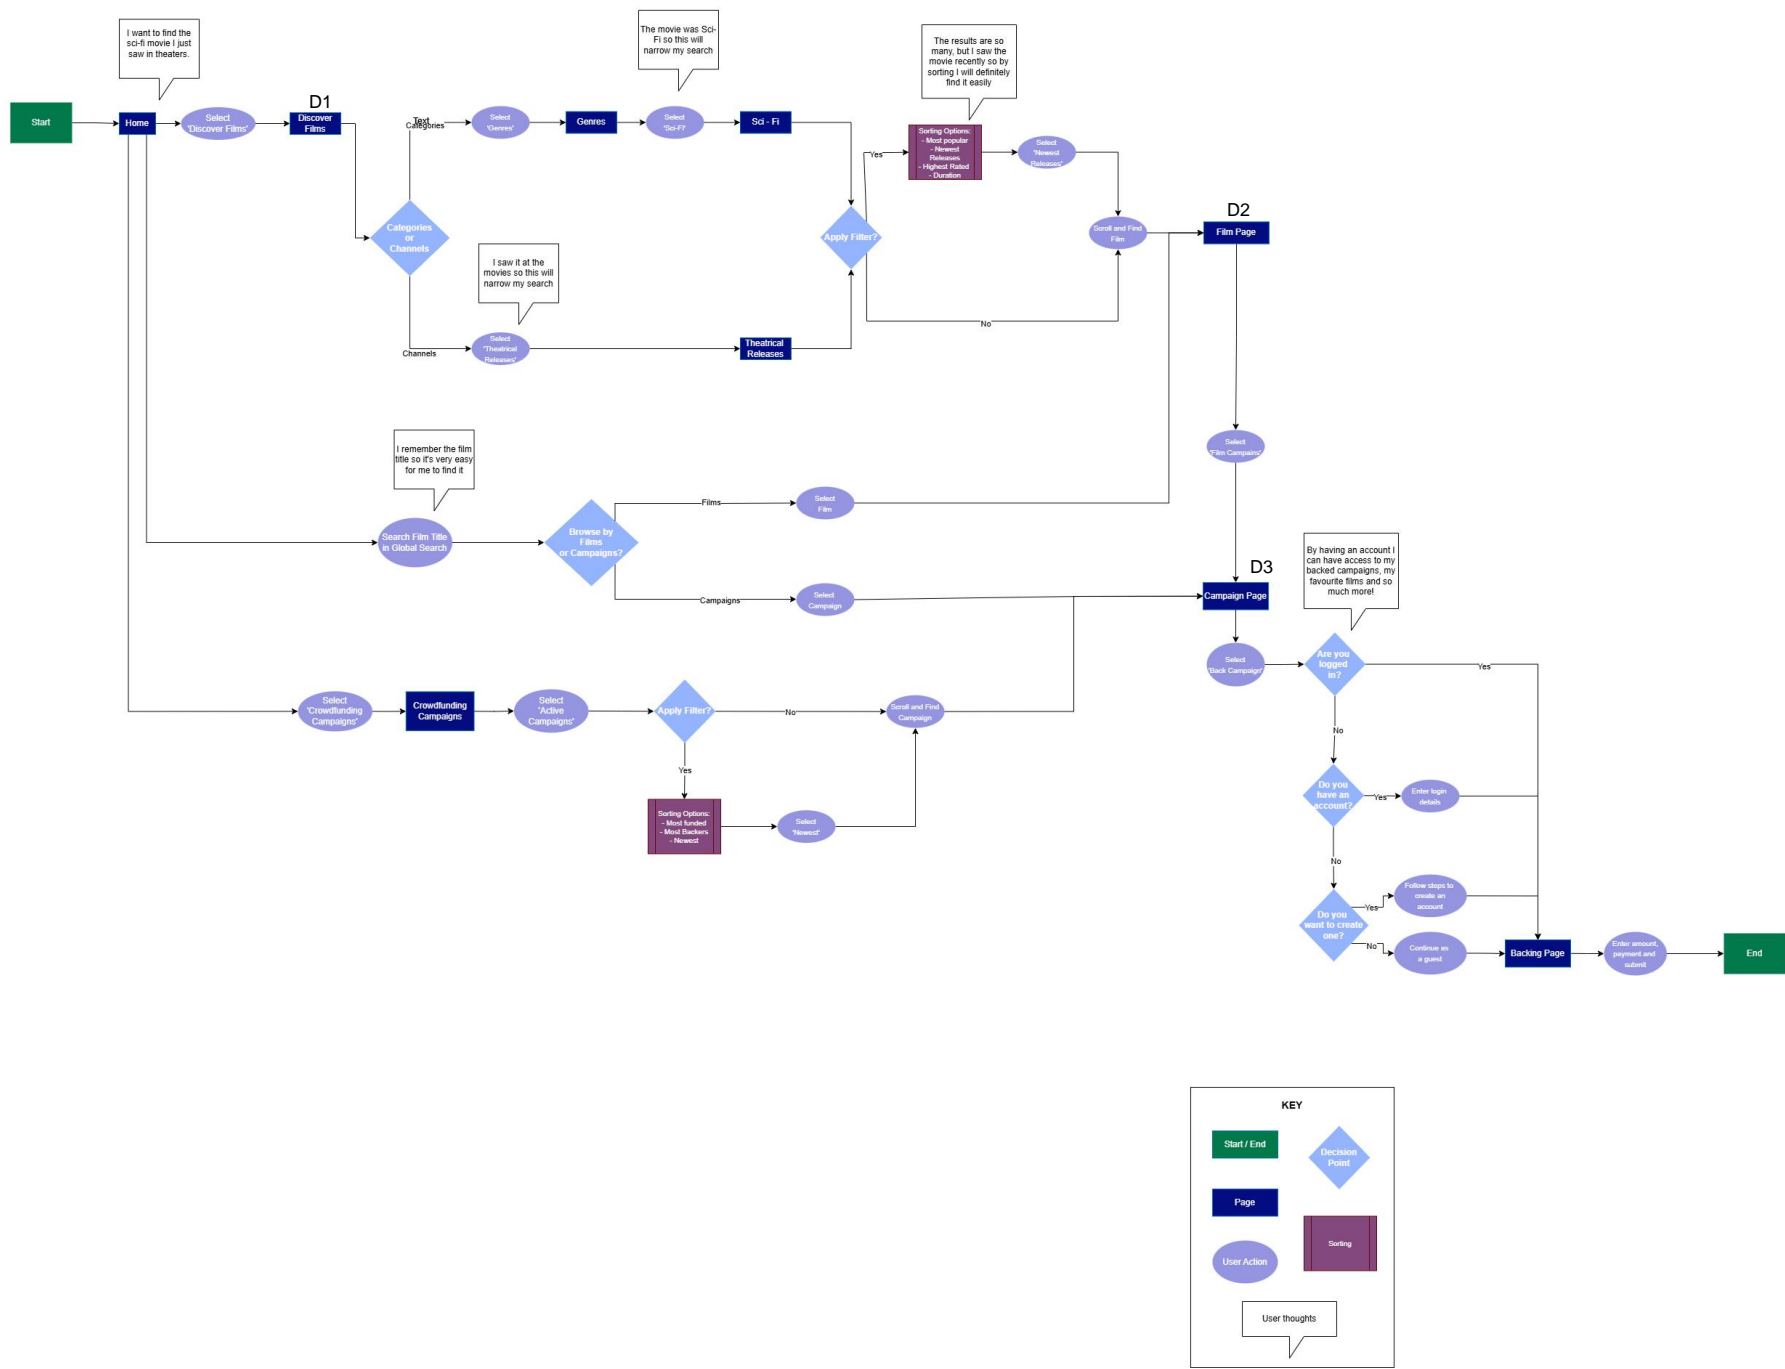 I want to find the
sci-fi movie I just
saw in theaters.
The movie was Sci-
Fi so this will
narrow my search
The results are so
many, but I saw the
movie recently so by
sorting I will definitely
find it easily
Start
Home
Select
'Discover Films'
D1
Discover
Films
Text
Categories
Select
'Genres'
Genres
Select
'Sci-Fi'
Sci - Fi
Yes
Sorting Options:
- Most popular
- Newest
Releases
- Highest Rated
- Duration
Select
'Newest
Releases'
Categories
or
Channels
Apply Filter?
Scroll and Find
Film
D2
Film Page
I saw it at the
movies so this will
narrow my search
No
Channels
Select
'Theatrical
Releases'
Theatrical
Releases
I remember the film
title so it's very easy
for me to find it
Select
'Film Campains'
Search Film Title
in Global Search
Browse by
Films
or Campaigns?
Films
Select
Film
Campaigns
Select
Campaign
D3
Campaign Page
By having an account I
can have access to my
backed campaigns, my
favourite films and so
much more!
Select
'Back Campaign'
Are you
logged
in?
Yes
Select
'Crowdfunding
Campaigns'
Crowdfunding
Campaigns
Select
'Active
Campaigns'
Apply Filter?
No
Scroll and Find
Campaign
No
Yes
Sorting Options:
- Most funded
- Most Backers
- Newest
Select
'Newest'
Do you
have an
account?
Yes
Enter login
details
No
Do you
want to create
one?
Yes
Follow steps to
create an
account
No
Continue as
a guest
Backing Page
Enter amount,
payment and
submit
End
KEY
Start / End
Decision
Point
Page
Sorting
User Action
User thoughts